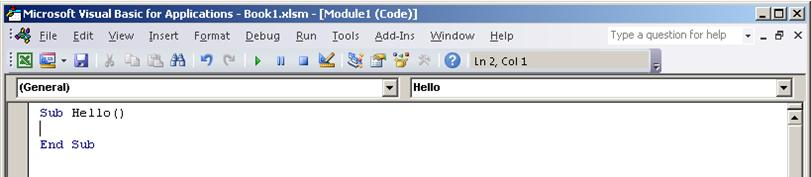 Microsoft Visual Basic for Applications - Book1.xlsm - [Module1 (Code)]
File Edit View Insert Format Debug Run Tools Add-Ins Window Help Type a question for help
Ln 2, Col 1
(General) Hello
Sub Hello()
End Sub